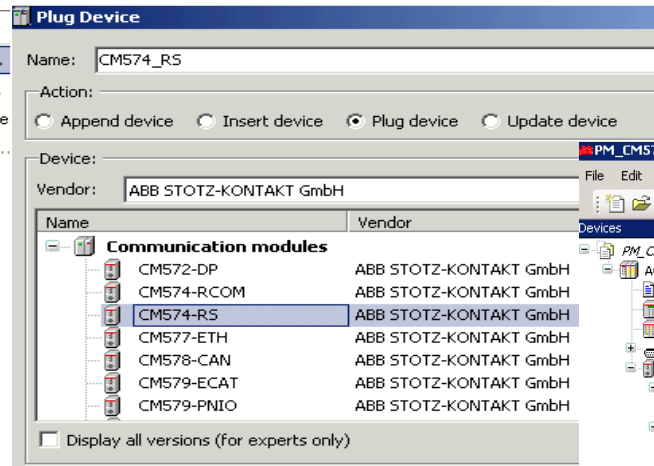 Plug Device
Name: CM574_RS
Action:
Append device Insert device Plug device Update device
Device:
Vendor: ABB STOTZ-KONTAKT GmbH
Name Vendor
Communication modules
CM572-DP ABB STOTZ-KONTAKT GmbH
CM574-RCOM ABB STOTZ-KONTAKT GmbH
CM574-RS ABB STOTZ-KONTAKT GmbH
CM577-ETH ABB STOTZ-KONTAKT GmbH
CM578-CAN ABB STOTZ-KONTAKT GmbH
CM579-ECAT ABB STOTZ-KONTAKT GmbH
CM579-PNIO ABB STOTZ-KONTAKT GmbH
Display all versions (for experts only)
PM_CM57
File Edit
Devices
PM_C